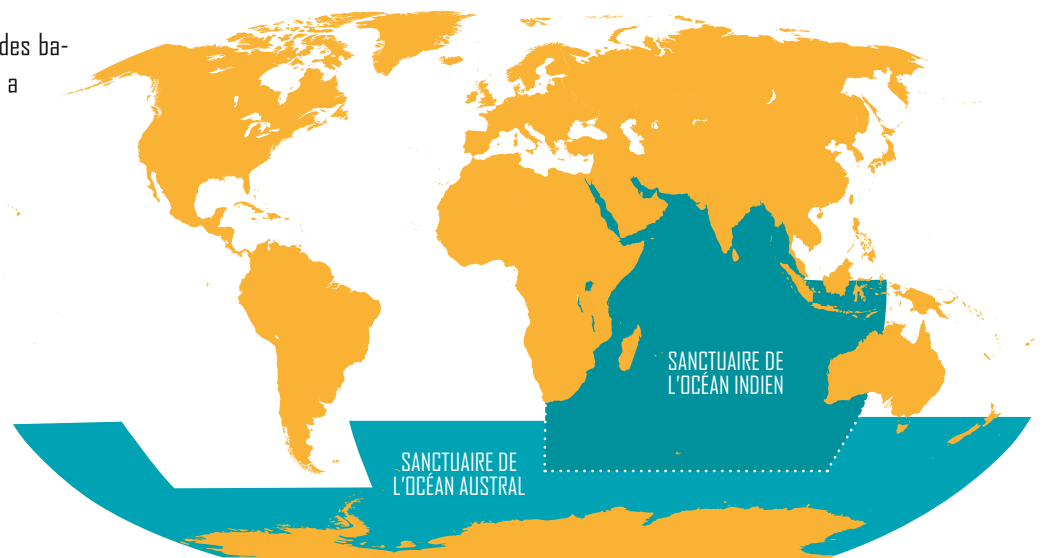 des ba-
a
SANCTUAIRE DE
L'OCÉAN INDIEN
SANCTUAIRE DE
L'OCÉAN AUSTRAL